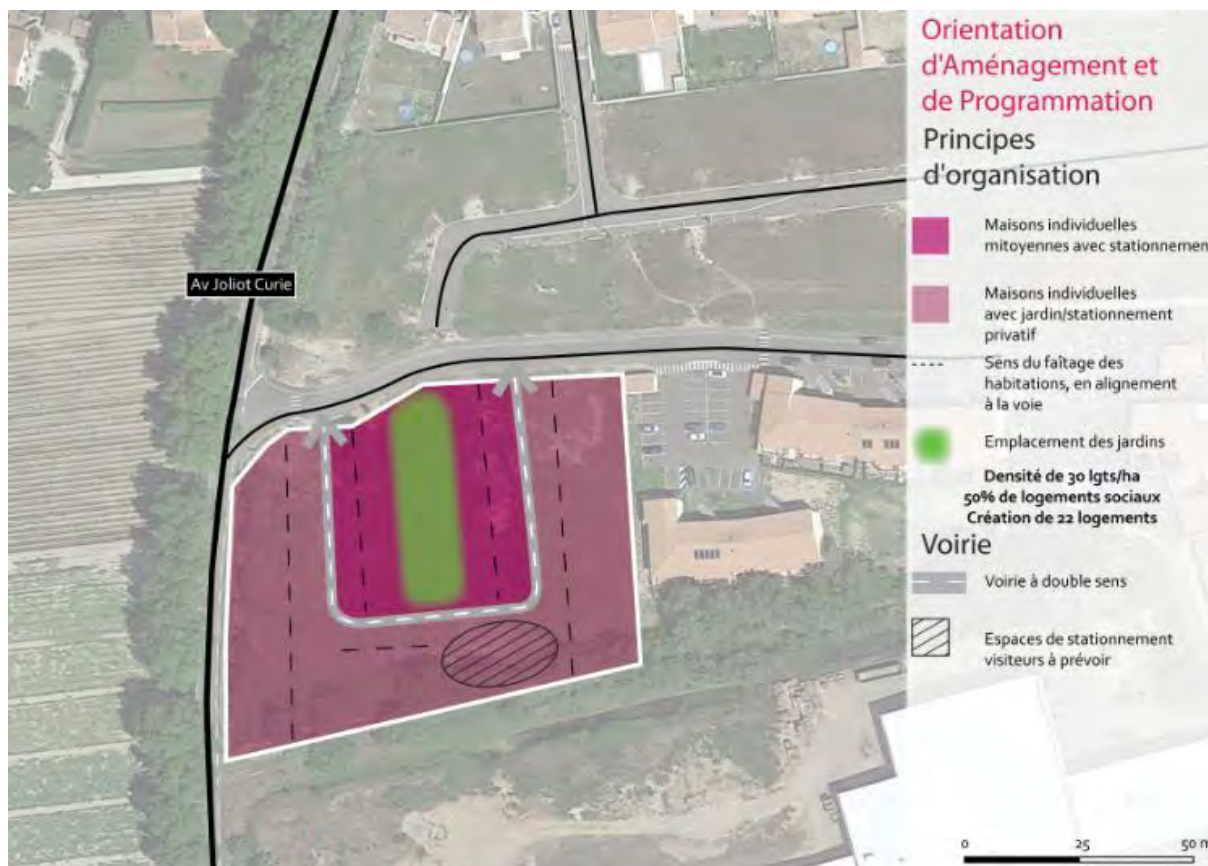 Orientation
d'Aménagement et
de Programmation
Principes
d'organisation
Maisons individuelles
mitoyennes avec stationnement
Maisons individuelles
avec jardin/stationnement
privatif
Sens du faîtage des
habitations, en alignement
à la voie
Emplacement des jardins
Densité de 30 lgts/ha
50% de logements sociaux
Création de 22 logements
Voirie
Voirie à double sens
Espaces de stationnement
visiteurs à prévoir
Av Joliot Curie
0 25 50 m